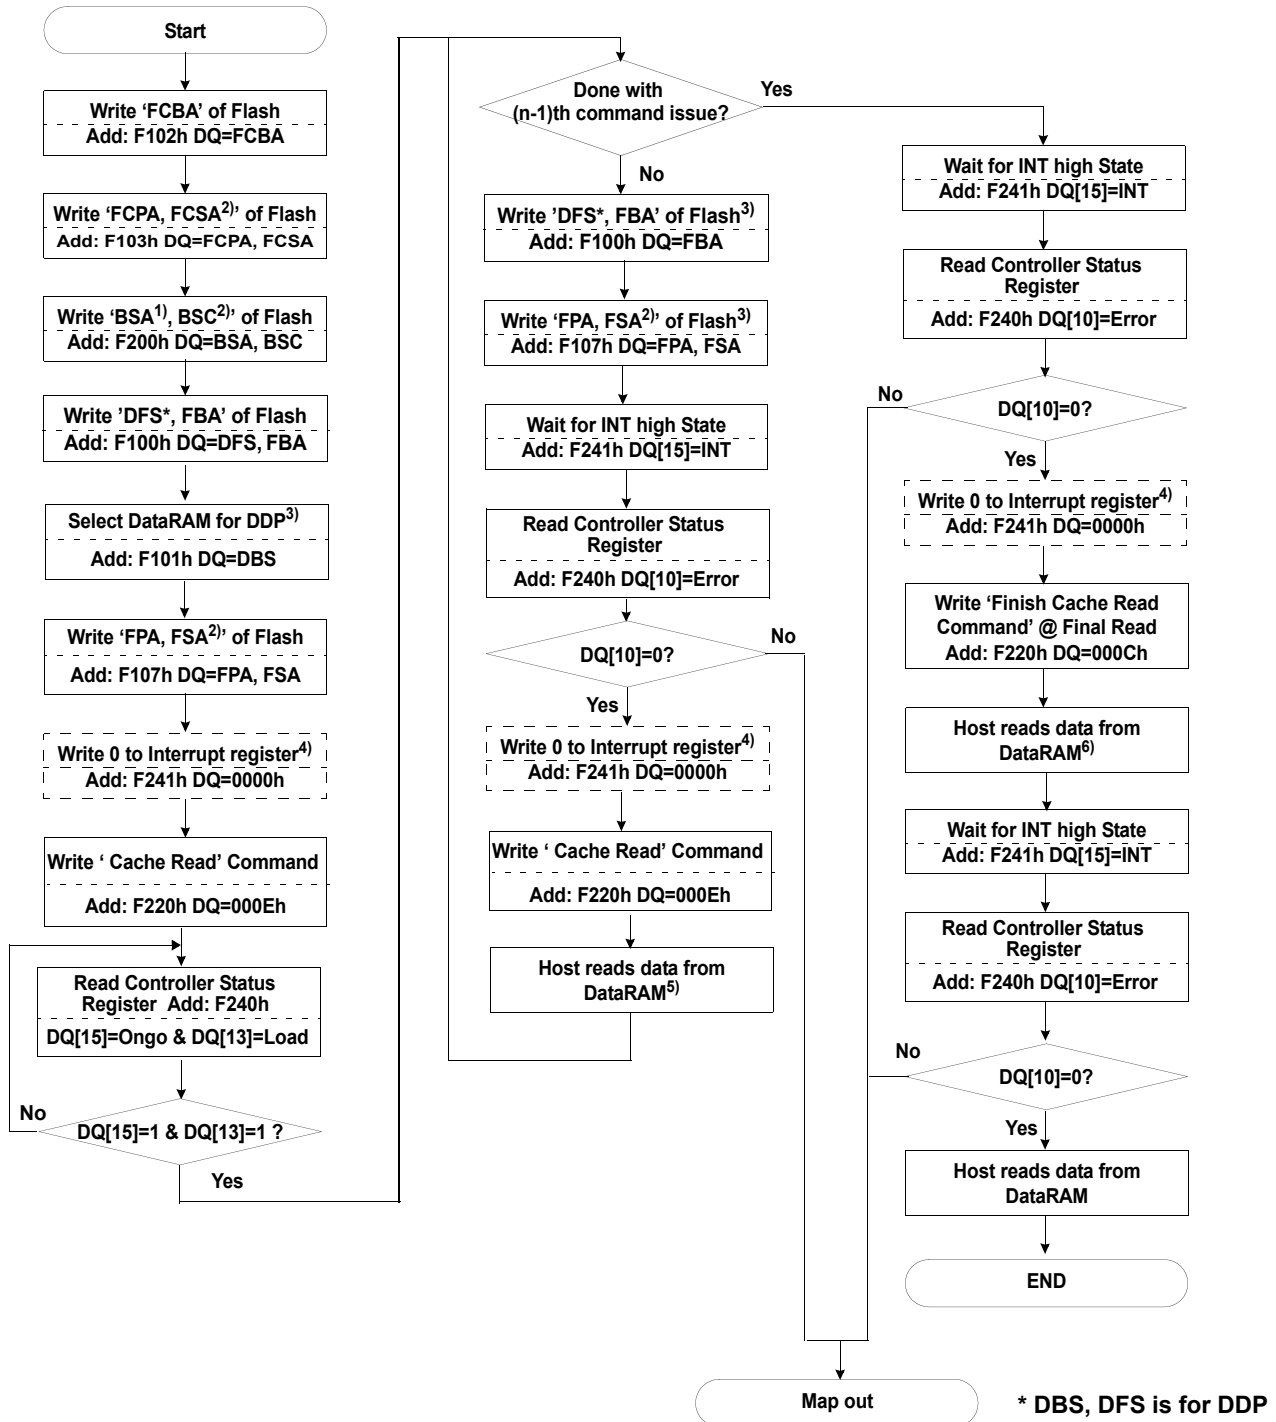 Start
Write ‘FCBA’ of Flash
Add: F102h DQ=FCBA
Write ‘FCPA, FCSA2)’ of Flash
Add: F103h DQ=FCPA, FCSA
Write ‘BSA1), BSC2)’ of Flash
Add: F200h DQ=BSA, BSC
Write ’DFS*, FBA’ of Flash
Add: F100h DQ=DFS, FBA
Select DataRAM for DDP3)
Add: F101h DQ=DBS
Write ‘FPA, FSA2)’ of Flash
Add: F107h DQ=FPA, FSA
Write 0 to Interrupt register4)
Add: F241h DQ=0000h
Write ‘ Cache Read’ Command
Add: F220h DQ=000Eh
Read Controller Status
Register Add: F240h
DQ[15]=Ongo & DQ[13]=Load
No
DQ[15]=1 & DQ[13]=1 ?
Yes
Done with
(n-1)th command issue?
Yes
No
Write ’DFS*, FBA’ of Flash3)
Add: F100h DQ=FBA
Write ‘FPA, FSA2)’ of Flash3)
Add: F107h DQ=FPA, FSA
Wait for INT high State
Add: F241h DQ[15]=INT
Read Controller Status
Register
Add: F240h DQ[10]=Error
No
DQ[10]=0?
Yes
Write 0 to Interrupt register4)
Add: F241h DQ=0000h
Write ‘ Cache Read’ Command
Add: F220h DQ=000Eh
Host reads data from
DataRAM5)
Wait for INT high State
Add: F241h DQ[15]=INT
Read Controller Status
Register
Add: F240h DQ[10]=Error
No
DQ[10]=0?
Yes
Write 0 to Interrupt register4)
Add: F241h DQ=0000h
Write ‘Finish Cache Read
Command’ @ Final Read
Add: F220h DQ=000Ch
Host reads data from
DataRAM6)
Wait for INT high State
Add: F241h DQ[15]=INT
Read Controller Status
Register
Add: F240h DQ[10]=Error
No
DQ[10]=0?
Yes
Host reads data from
DataRAM
END
Map out
* DBS, DFS is for DDP